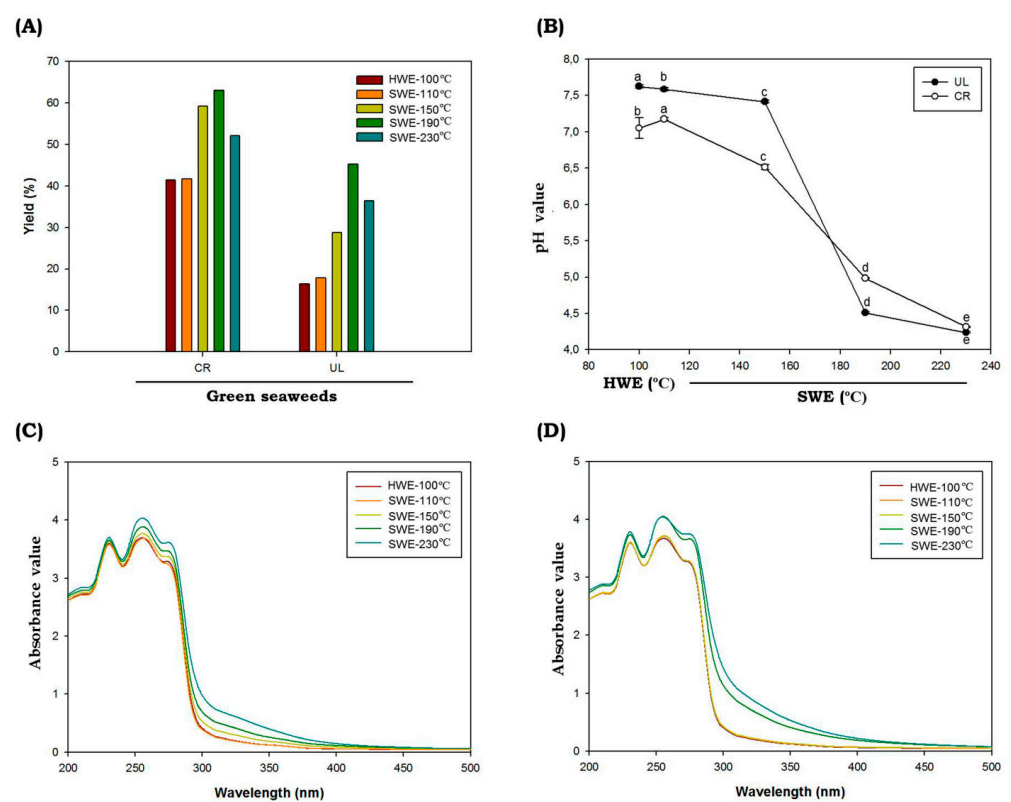 (A)
70
60
50
40
30
20
10
0
Yield (%)
HWE-100℃
SWE-110℃
SWE-150℃
SWE-190℃
SWE-230℃
CR UL
Green seaweeds
(B)
8,0
7,5
7,0
6,5
6,0
5,5
5,0
4,5
4,0
pH value
UL
CR
a b c
b a
c
d
d
e
e
80 100 120 140 160 180 200 220 240
HWE (°C) SWE (°C)
(C)
5
4
3
2
1
0
Absorbance value
HWE-100℃
SWE-110℃
SWE-150℃
SWE-190℃
SWE-230℃
200 250 300 350 400 450 500
Wavelength (nm)
(D)
5
4
3
2
1
0
Absorbance value
HWE-100℃
SWE-110℃
SWE-150℃
SWE-190℃
SWE-230℃
200 250 300 350 400 450 500
Wavelength (nm)